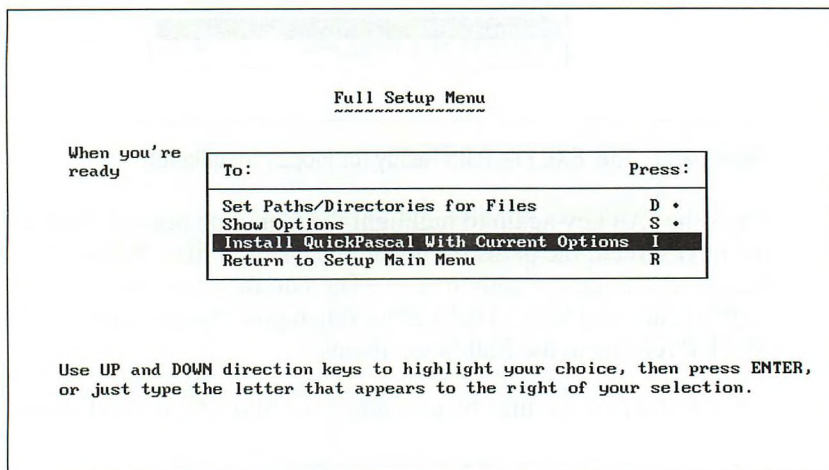 Full Setup Menu
~~~~~~~~~~~~~~~
When you're
ready
To: Press:
Set Paths/Directories for Files D •
Show Options S •
Install QuickPascal With Current Options I
Return to Setup Main Menu R
Use UP and DOWN direction keys to highlight your choice, then press ENTER,
or just type the letter that appears to the right of your selection.